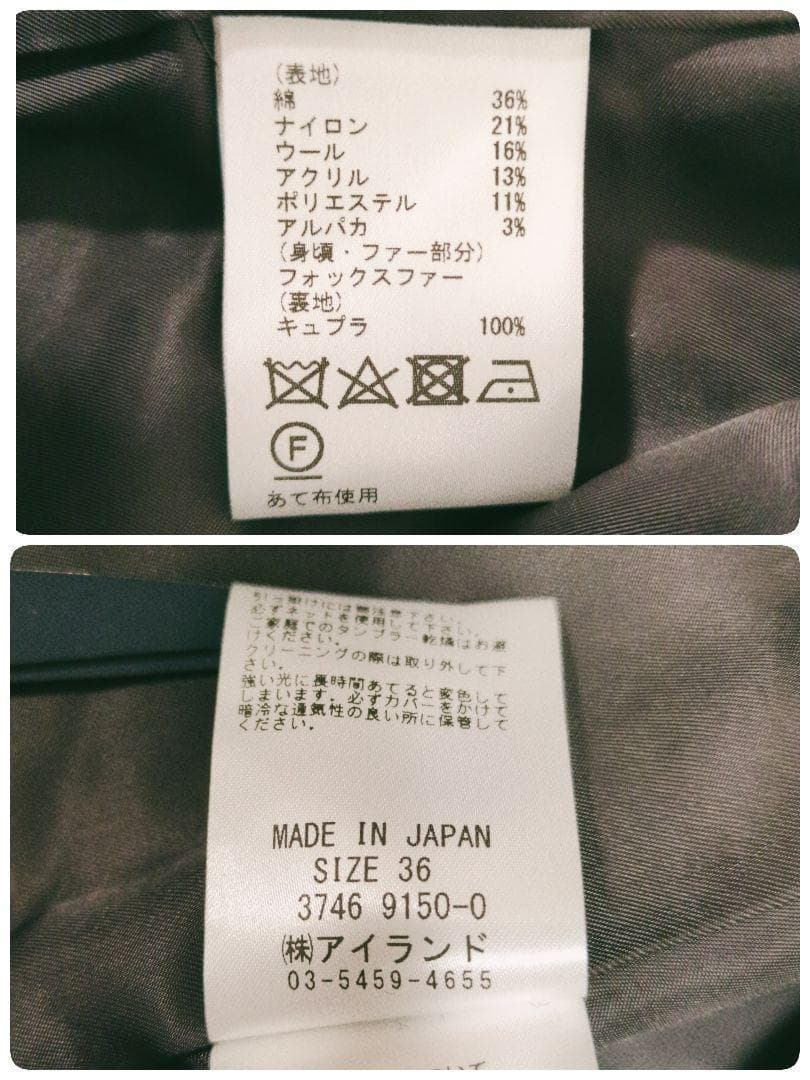 (表地)
綿 36%
ナイロン 21%
ウール 16%
アクリル 13%
ポリエステル 11%
アルパカ 3%
(身頃・ファー部分)
フォックスファー
(裏地)
キュプラ 100%
F
あて布使用
必ずネットを使用して下さい。
ご家庭でのタンブラー乾燥はお避
けください。
クリーニングの際は取り外して下
さい。
強い光に長時間あてると変色して
しまいます。必ずカバーをかけて
暗冷な通気性の良い所に保管して
ください。
MADE IN JAPAN
SIZE 36
3746 9150-0
㈱アイランド
03-5459-4655